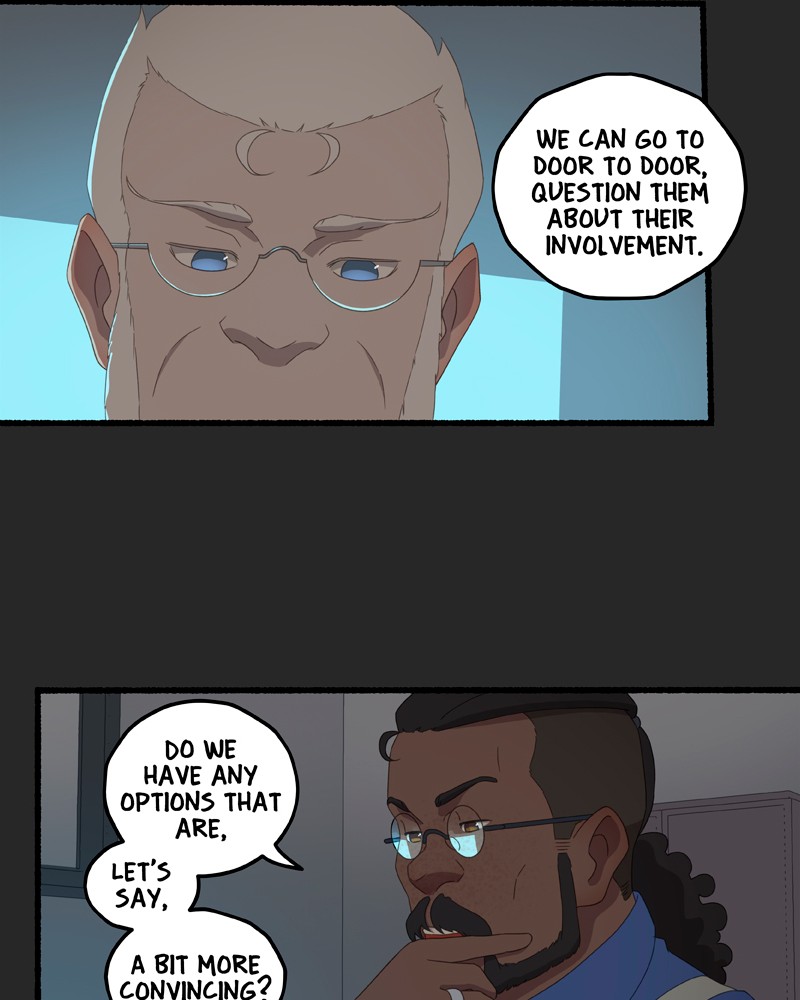 WE CAN GO TO
DOOR TO DOOR,
QUESTION THEM
ABOUT THEIR
INVOLVEMENT.
DO WE
HAVE ANY
OPTIONS THAT
ARE,
LET'S
SAY,
A BIT MORE
CONVINCING?